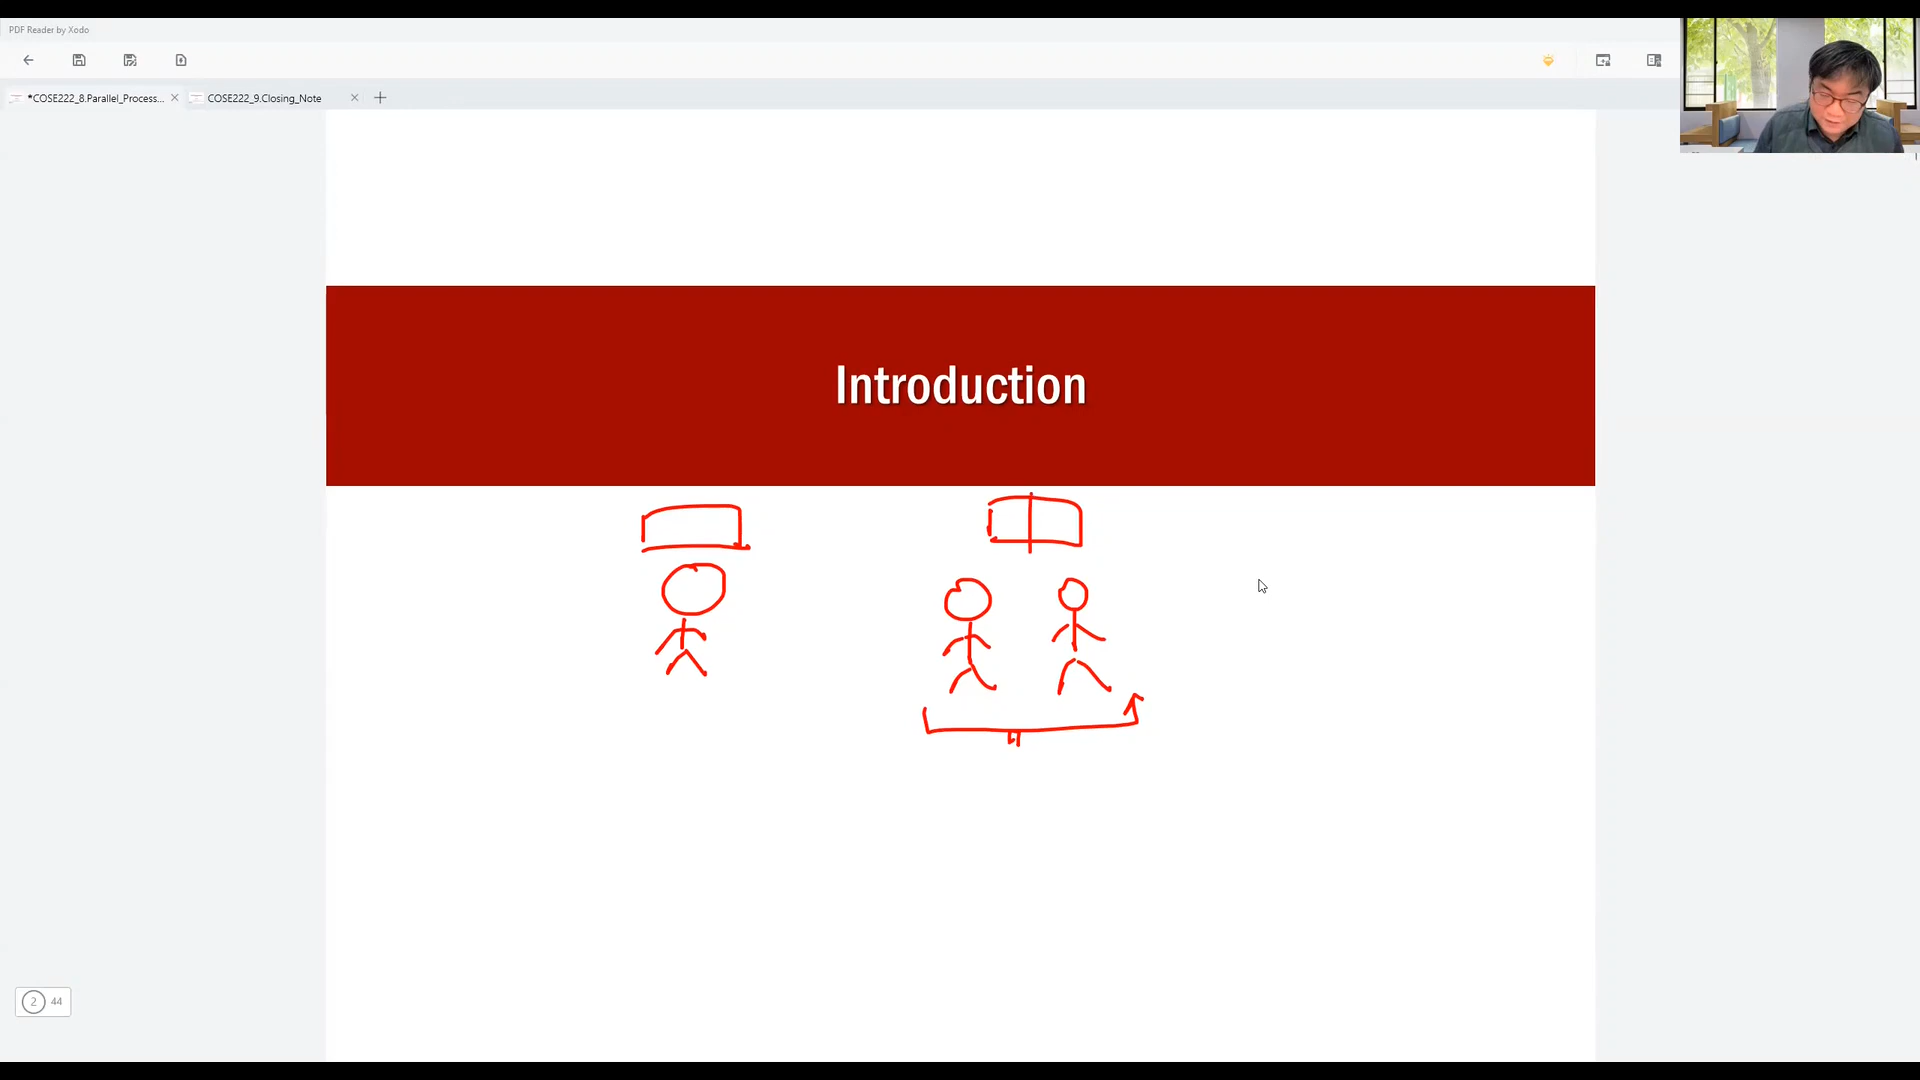 PDF Reader by Xodo
*COSE222_8.Parallel_Process...
COSE222_9.Closing_Note
Introduction
2 44